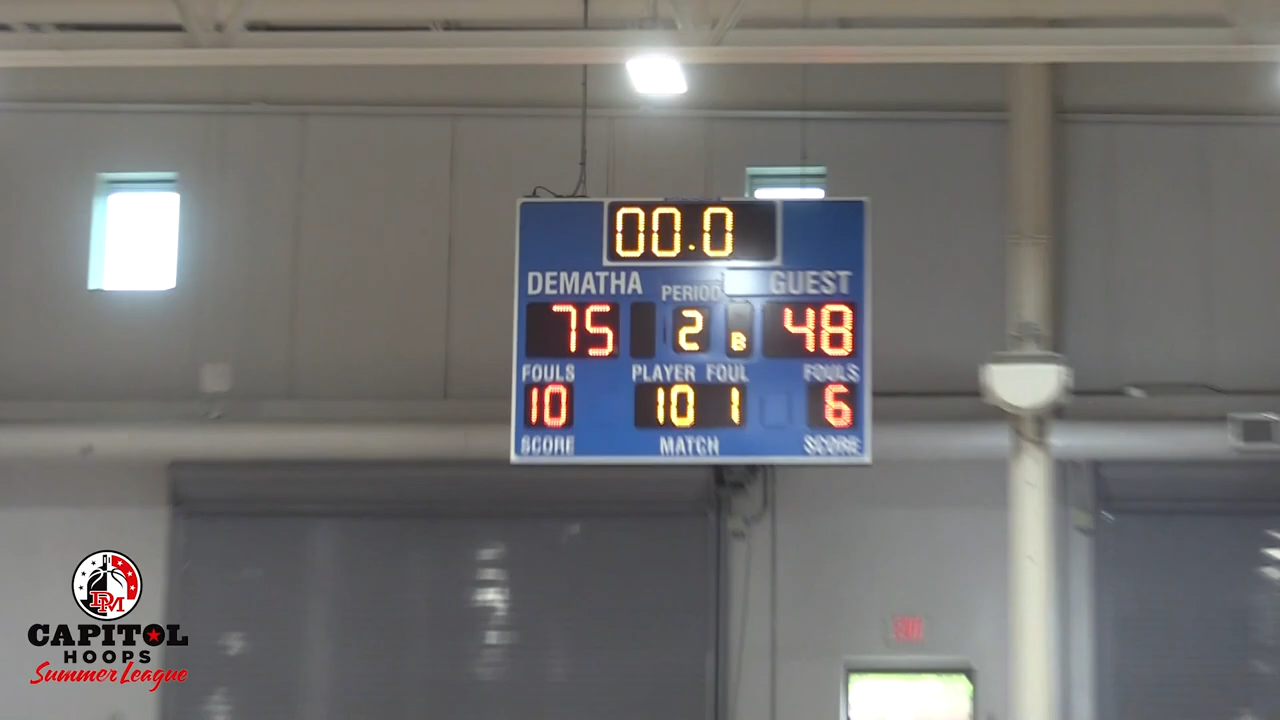 00.0
DEMATHA GUEST
PERIOD
75 2 B 48
FOULS PLAYER FOUL FOULS
10 10 1 6
SCORE MATCH SCORE
EXIT
DM
CAPITOL
HOOPS
Summer League